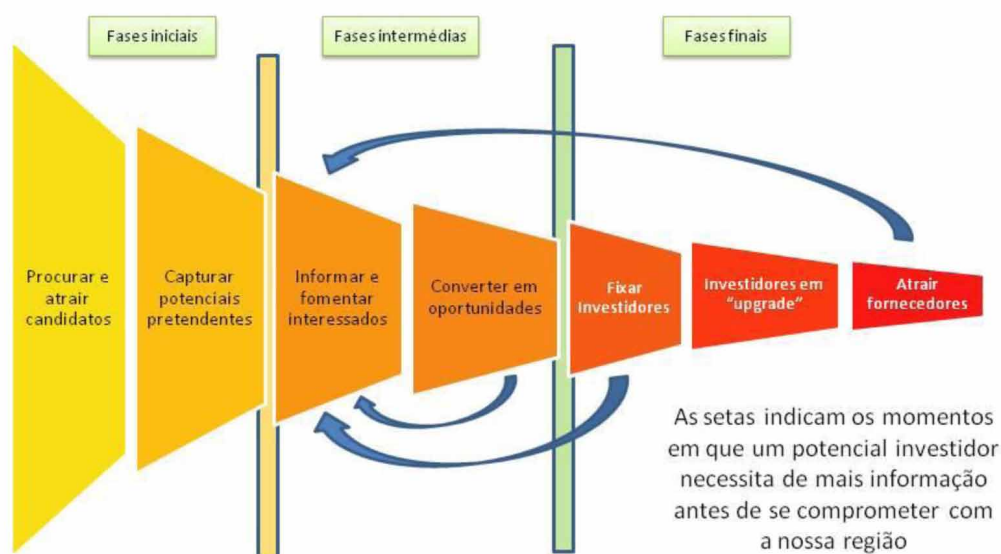 Fases iniciais
Fases intermédias
Fases finais
Procurar e
atrair
candidatos
Capturar
potenciais
pretendentes
Informar e
fomentar
interessados
Converter em
oportunidades
Fixar
Investidores
Investidores em
“upgrade”
Atrair
fornecedores
As setas indicam os momentos
em que um potencial investidor
necessita de mais informação
antes de se comprometer com
a nossa região